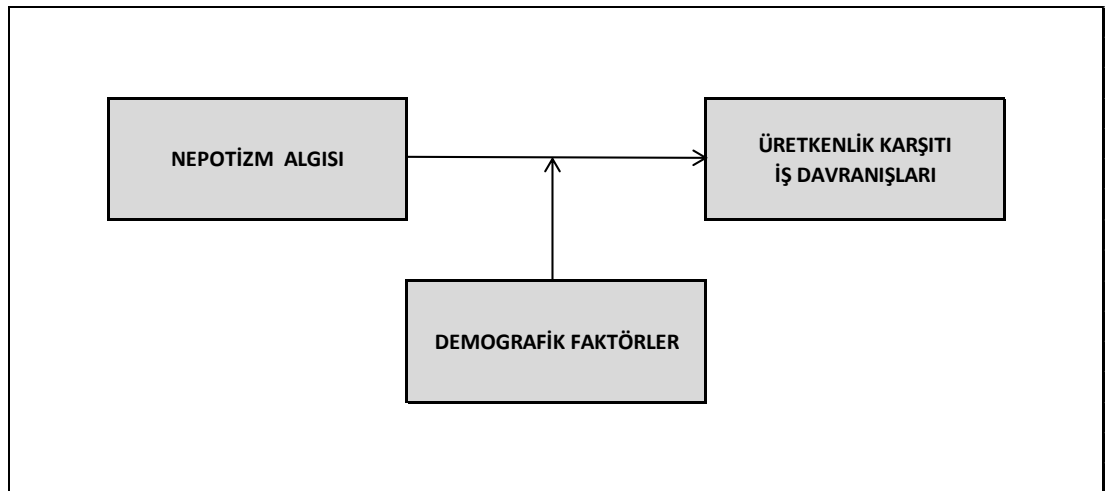 NEPOTİZM ALGISI
ÜRETKENLİK KARŞITI
İŞ DAVRANIŞLARI
DEMOGRAFİK FAKTÖRLER